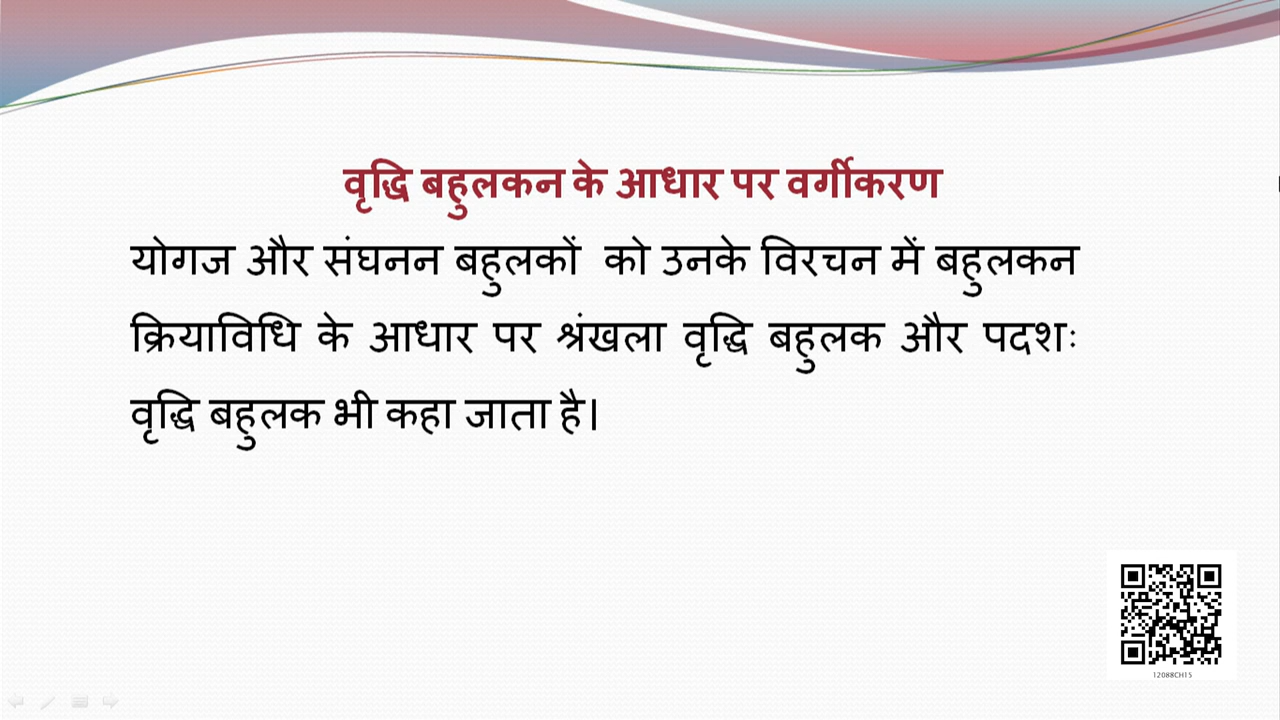 वृद्धि बहुलकन के आधार पर वर्गीकरण
योगज और संघनन बहुलकों को उनके विरचन में बहुलकन
क्रियाविधि के आधार पर श्रंखला वृद्धि बहुलक और पदशः
वृद्धि बहुलक भी कहा जाता है।
12088CH15